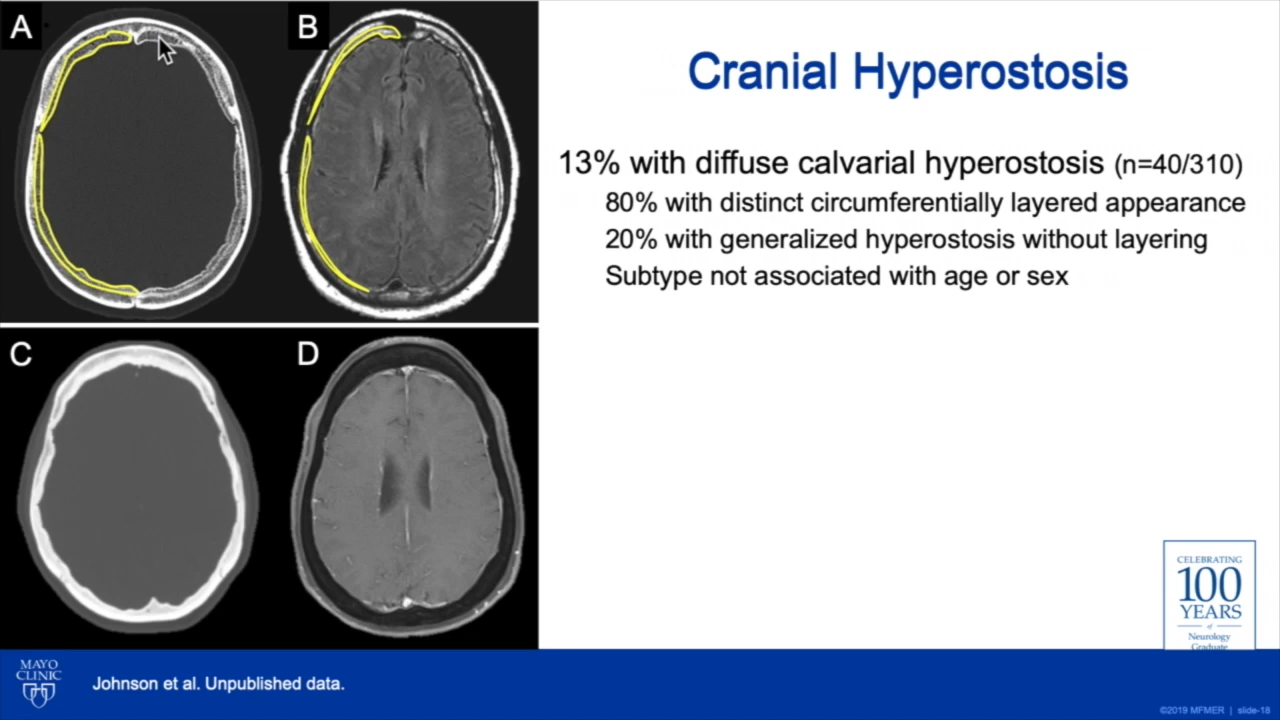 A
B
C
D
Cranial Hyperostosis
13% with diffuse calvarial hyperostosis (n=40/310)
80% with distinct circumferentially layered appearance
20% with generalized hyperostosis without layering
Subtype not associated with age or sex
CELEBRATING
100
YEARS
of
Neurology
Graduate
MAYO
CLINIC
Johnson et al. Unpublished data.
©2019 MFMER | slide-18